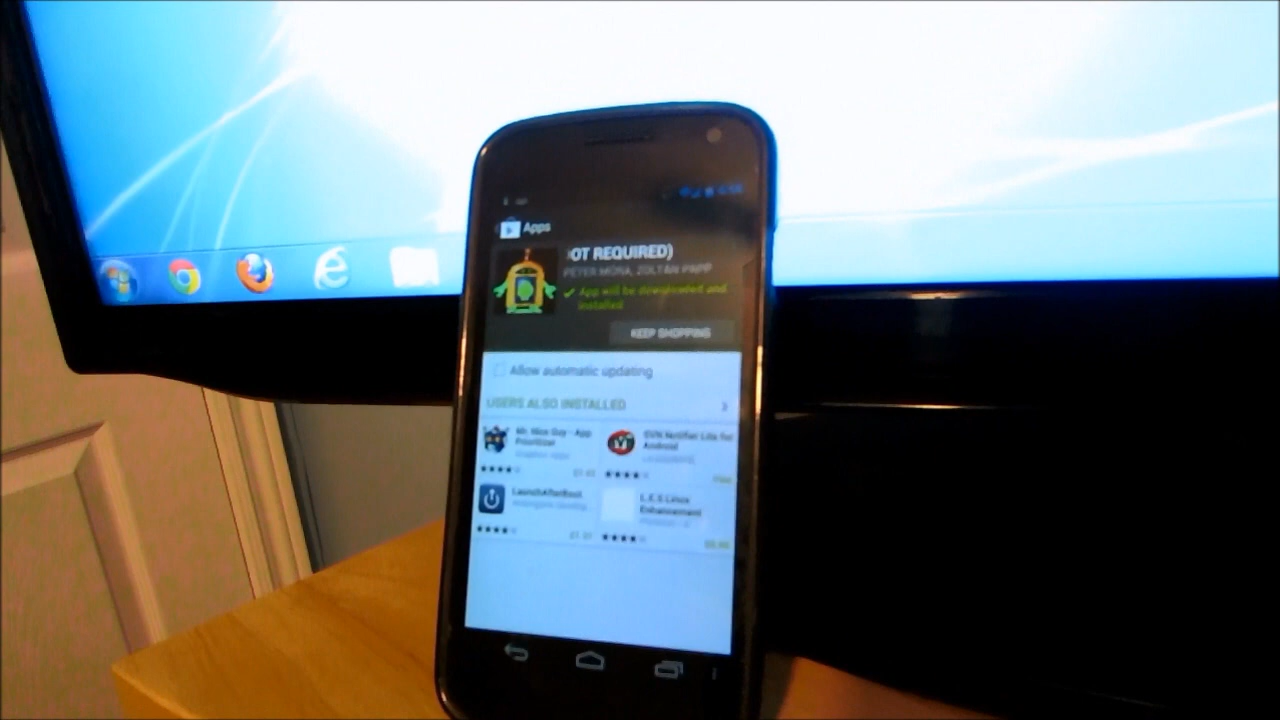 Apps
OT REQUIRED)
PETER MORA, ZOLTAN PAPP
App will be downloaded and
installed
KEEP SHOPPING
Allow automatic updating
USERS ALSO INSTALLED
Mr. Nice Guy - App
Prioritizer
GVN Notifier Lite for
Android
LaunchAfterBoot
L.E.S Linux
Enhancement